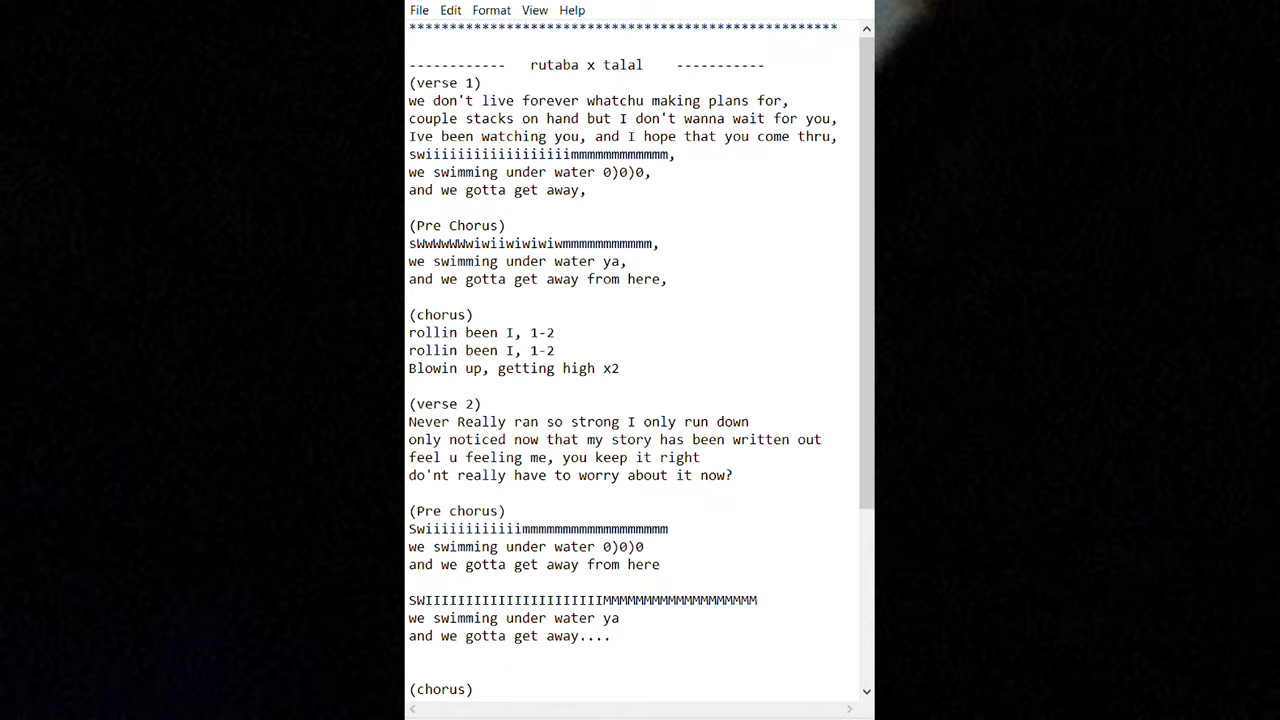 File Edit Format View Help
*****************************************************
------------ rutaba x talal -----------
(verse 1)
we don't live forever whatchu making plans for,
couple stacks on hand but I don't wanna wait for you,
Ive been watching you, and I hope that you come thru,
swiiiiiiiiiiiiiiiiiimmmmmmmmmmmm,
we swimming under water 0)0)0,
and we gotta get away,
(Pre Chorus)
sWwWwWWwiwiiwiwiwiwmmmmmmmmmmm,
we swimming under water ya,
and we gotta get away from here,
(chorus)
rollin been I, 1-2
rollin been I, 1-2
Blowin up, getting high x2
(verse 2)
Never Really ran so strong I only run down
only noticed now that my story has been written out
feel u feeling me, you keep it right
do'nt really have to worry about it now?
(Pre chorus)
Swiiiiiiiiiiiimmmmmmmmmmmmmmmmmm
we swimming under water 0)0)0
and we gotta get away from here
SWIIIIIIIIIIIIIIIIIIIIIIMMMMMMMMMMMMMMMMMMM
we swimming under water ya
and we gotta get away....
(chorus)